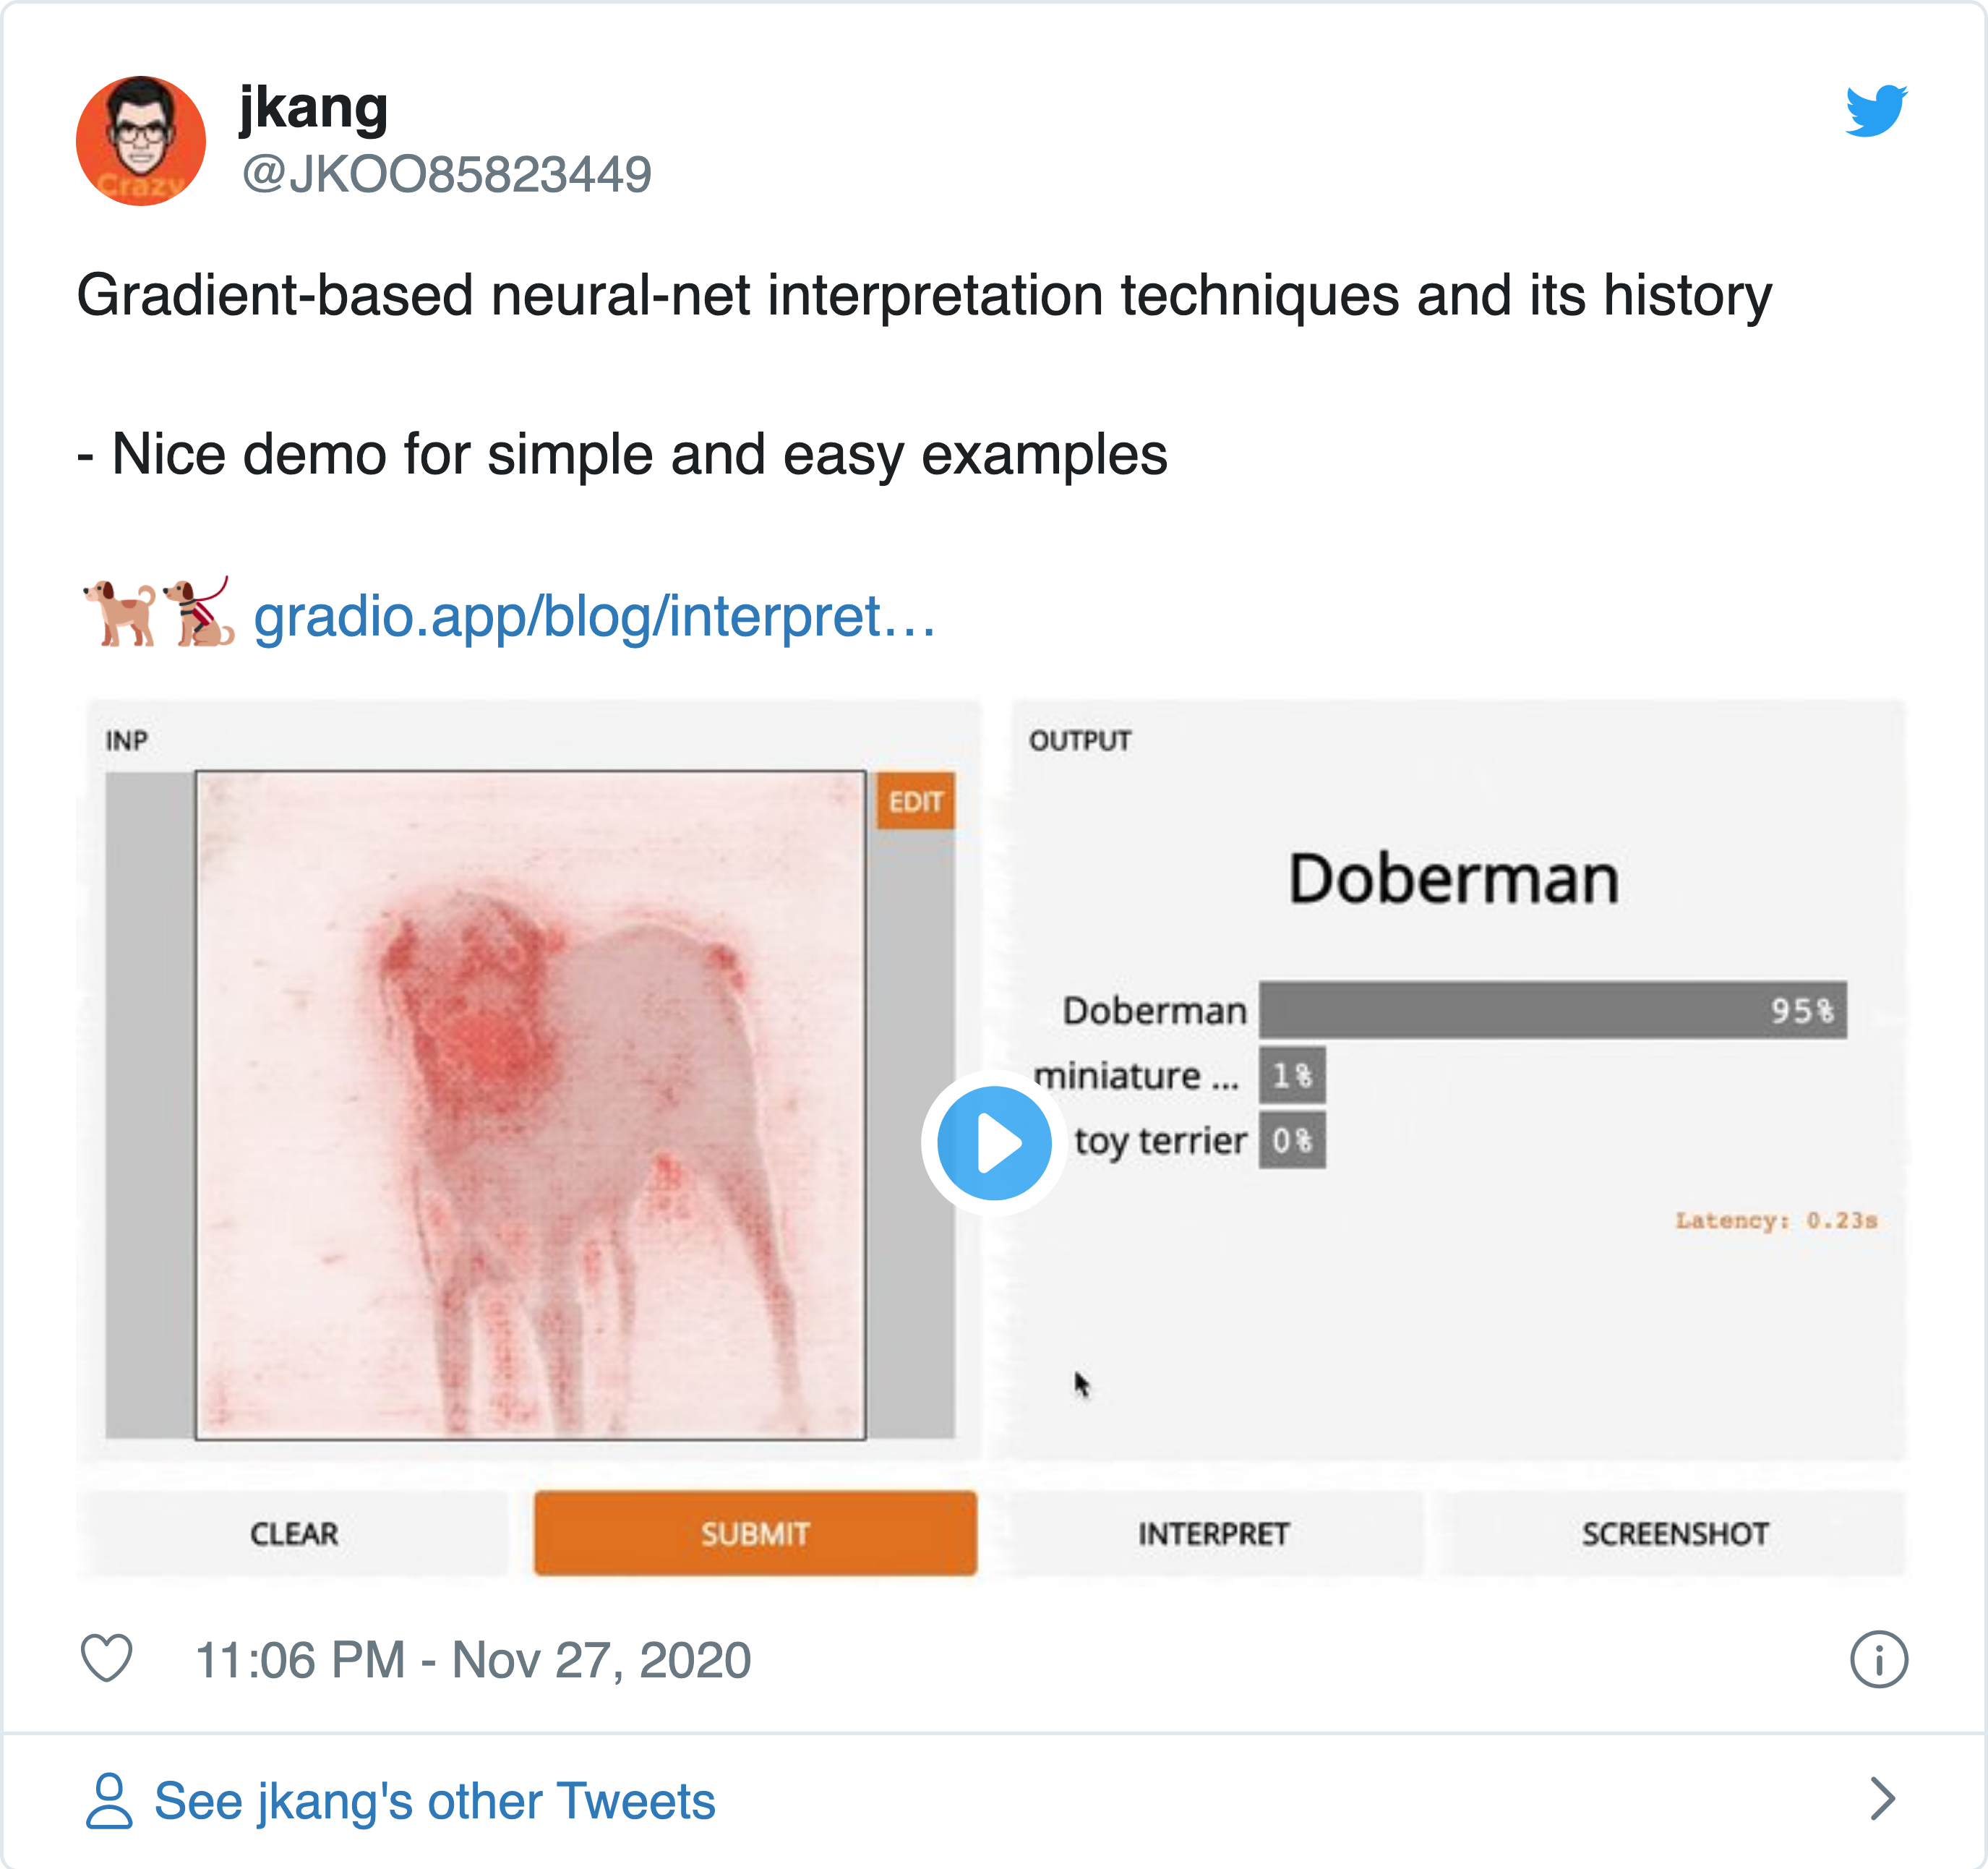 jkang
@JKOO85823449
Crazy
Gradient-based neural-net interpretation techniques and its history
- Nice demo for simple and easy examples
gradio.app/blog/interpret…
INP
EDIT
OUTPUT
Doberman
Doberman 95%
miniature ... 1%
toy terrier 0%
Latency: 0.23s
CLEAR
SUBMIT
INTERPRET
SCREENSHOT
11:06 PM - Nov 27, 2020
See jkang's other Tweets